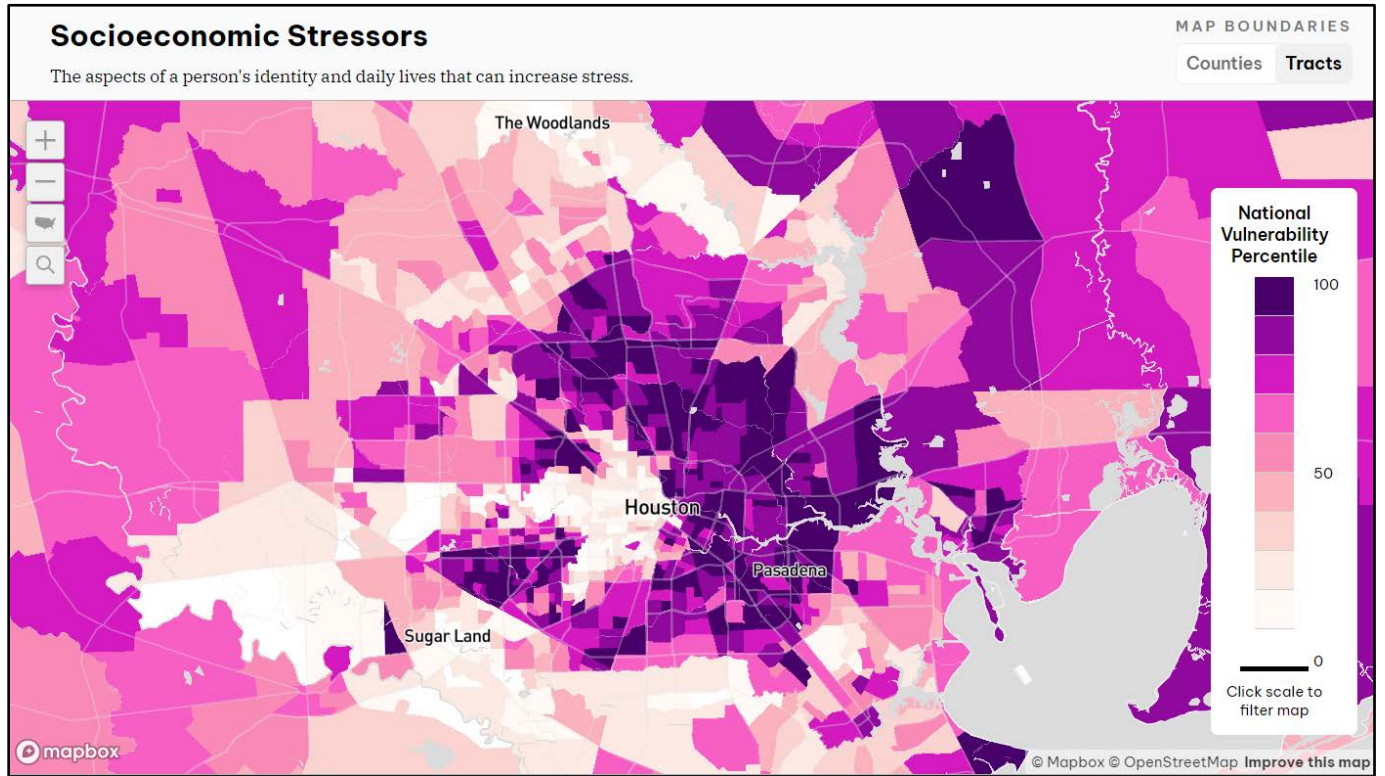 Socioeconomic Stressors
The aspects of a person's identity and daily lives that can increase stress.
MAP BOUNDARIES
Counties Tracts
The Woodlands
Houston
Pasadena
Sugar Land
National
Vulnerability
Percentile
100
50
0
Click scale to
filter map
mapbox
© Mapbox © OpenStreetMap Improve this map